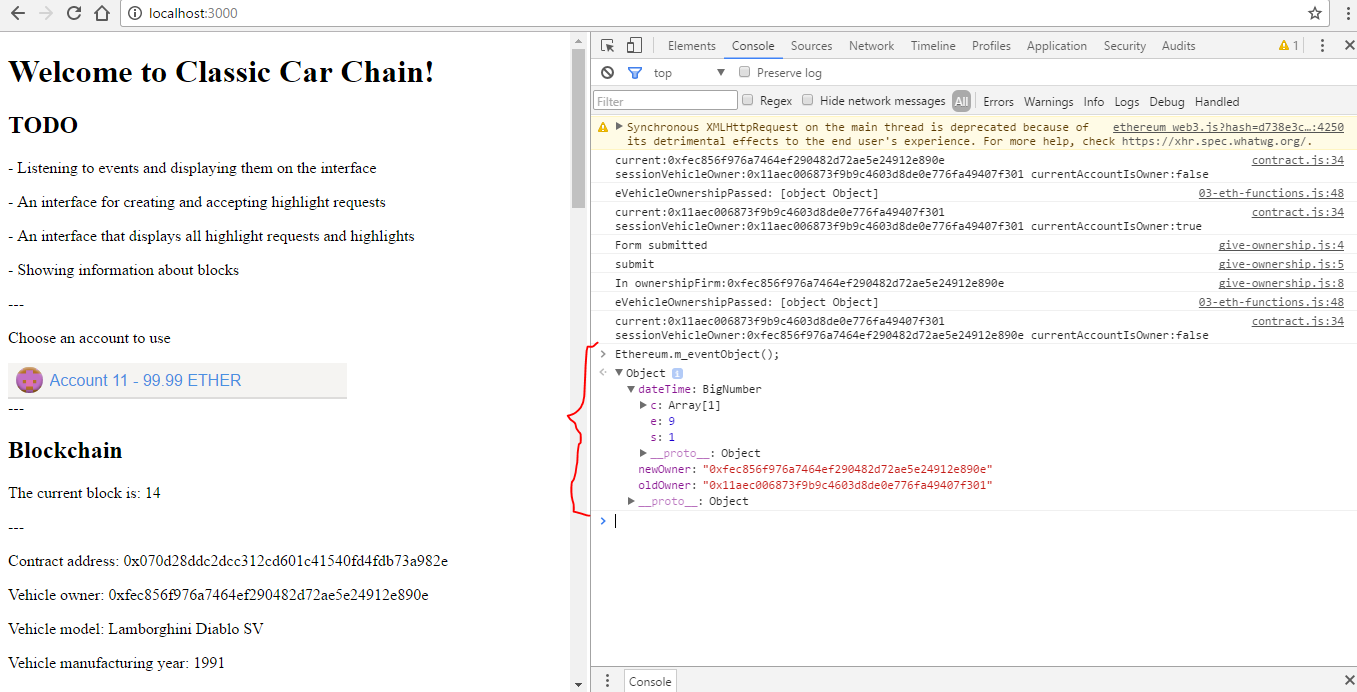 localhost:3000
Welcome to Classic Car Chain!
TODO
- Listening to events and displaying them on the interface
- An interface for creating and accepting highlight requests
- An interface that displays all highlight requests and highlights
- Showing information about blocks
---
Choose an account to use
Account 11 - 99.99 ETHER
---
Blockchain
The current block is: 14
---
Contract address: 0x070d28ddc2dcc312cd601c41540fd4fdb73a982e
Vehicle owner: 0xfec856f976a7464ef290482d72ae5e24912e890e
Vehicle model: Lamborghini Diablo SV
Vehicle manufacturing year: 1991
Elements Console Sources Network Timeline Profiles Application Security Audits 1
top Preserve log
Filter Regex Hide network messages All Errors Warnings Info Logs Debug Handled
Synchronous XMLHttpRequest on the main thread is deprecated because of ethereum web3.js?hash=d738e3c…:4250
its detrimental effects to the end user's experience. For more help, check https://xhr.spec.whatwg.org/.
current:0xfec856f976a7464ef290482d72ae5e24912e890e contract.js:34
sessionVehicleOwner:0x11aec006873f9b9c4603d8de0e776fa49407f301 currentAccountIsOwner:false
eVehicleOwnershipPassed: [object Object] 03-eth-functions.js:48
current:0x11aec006873f9b9c4603d8de0e776fa49407f301 contract.js:34
sessionVehicleOwner:0x11aec006873f9b9c4603d8de0e776fa49407f301 currentAccountIsOwner:true
Form submitted give-ownership.js:4
submit give-ownership.js:5
In ownershipFirm:0xfec856f976a7464ef290482d72ae5e24912e890e give-ownership.js:8
eVehicleOwnershipPassed: [object Object] 03-eth-functions.js:48
current:0x11aec006873f9b9c4603d8de0e776fa49407f301 contract.js:34
sessionVehicleOwner:0xfec856f976a7464ef290482d72ae5e24912e890e currentAccountIsOwner:false
> Ethereum.m_eventObject();
Object i
dateTime: BigNumber
c: Array[1]
e: 9
s: 1
__proto__: Object
newOwner: "0xfec856f976a7464ef290482d72ae5e24912e890e"
oldOwner: "0x11aec006873f9b9c4603d8de0e776fa49407f301"
__proto__: Object
>
Console